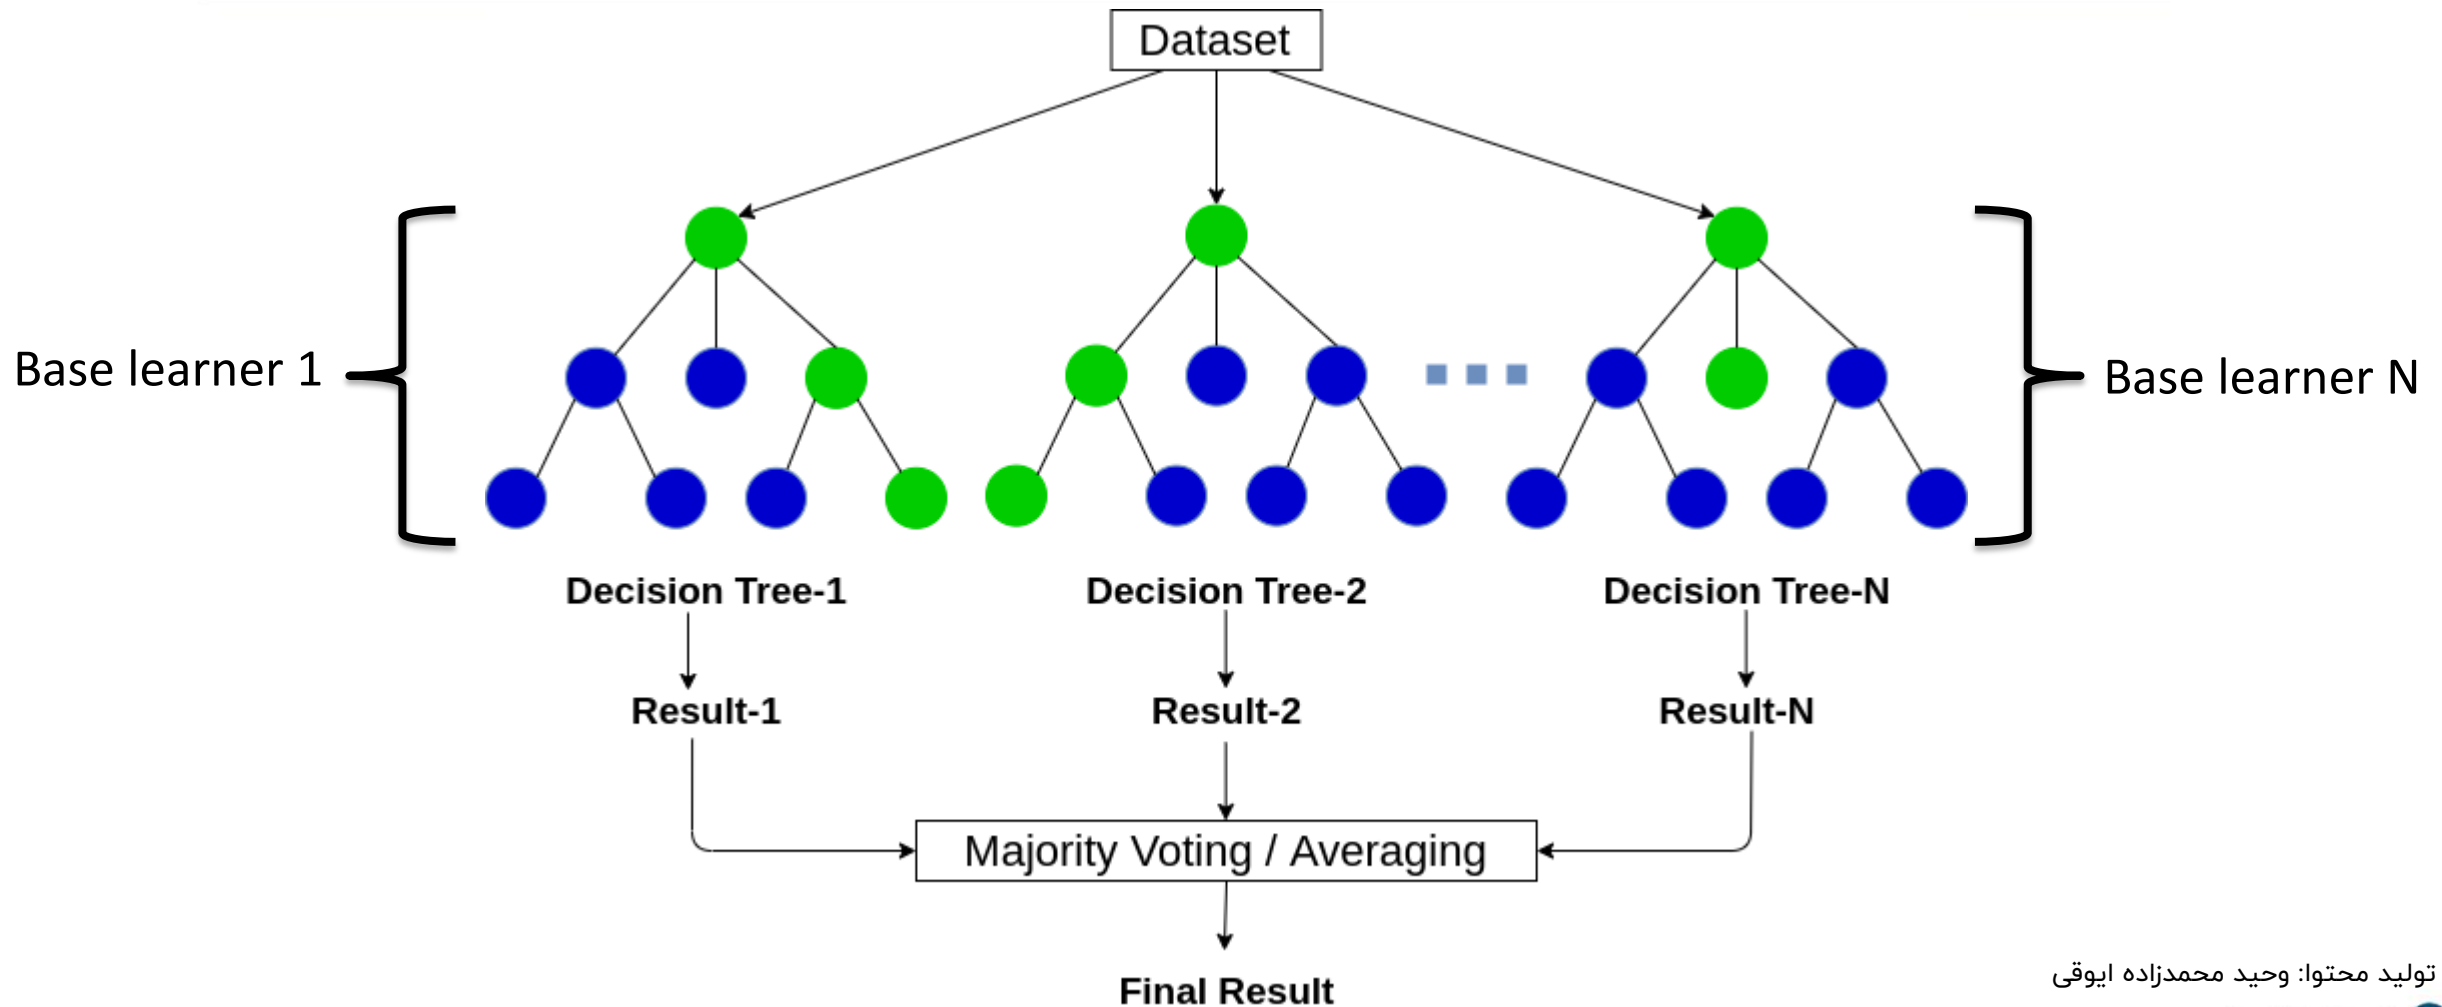 Dataset
Base learner 1
Base learner N
Decision Tree-1
Decision Tree-2
Decision Tree-N
Result-1
Result-2
Result-N
Majority Voting / Averaging
Final Result
تولید محتوا: وحید محمدزاده ایوقی